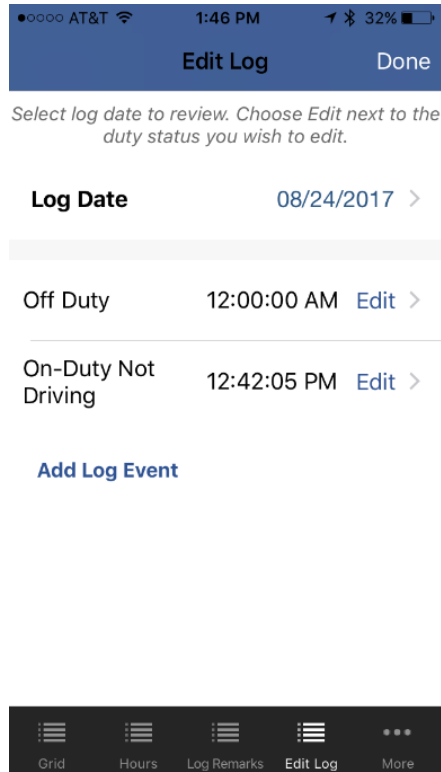 AT&T 1:46 PM 32%
Edit Log Done
Select log date to review. Choose Edit next to the
duty status you wish to edit.
Log Date 08/24/2017
Off Duty 12:00:00 AM Edit
On-Duty Not
Driving 12:42:05 PM Edit
Add Log Event
Grid Hours Log Remarks Edit Log More